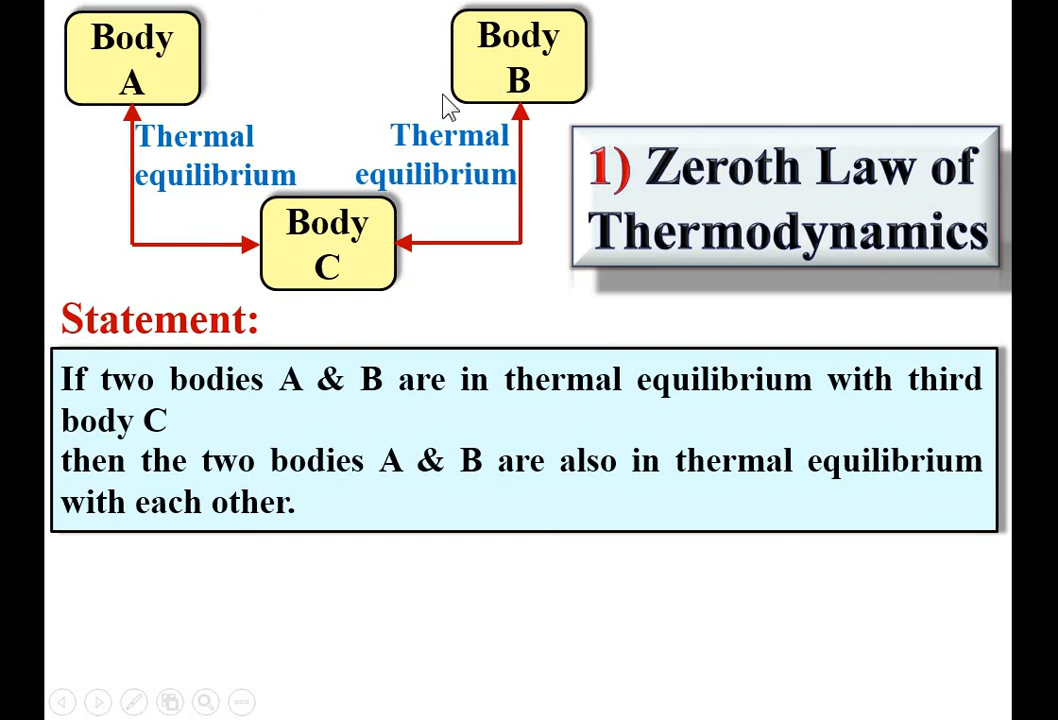 Body
A
Body
B
Thermal
equilibrium
Thermal
equilibrium
Body
C
1) Zeroth Law of
Thermodynamics
Statement:
If two bodies A & B are in thermal equilibrium with third
body C
then the two bodies A & B are also in thermal equilibrium
with each other.